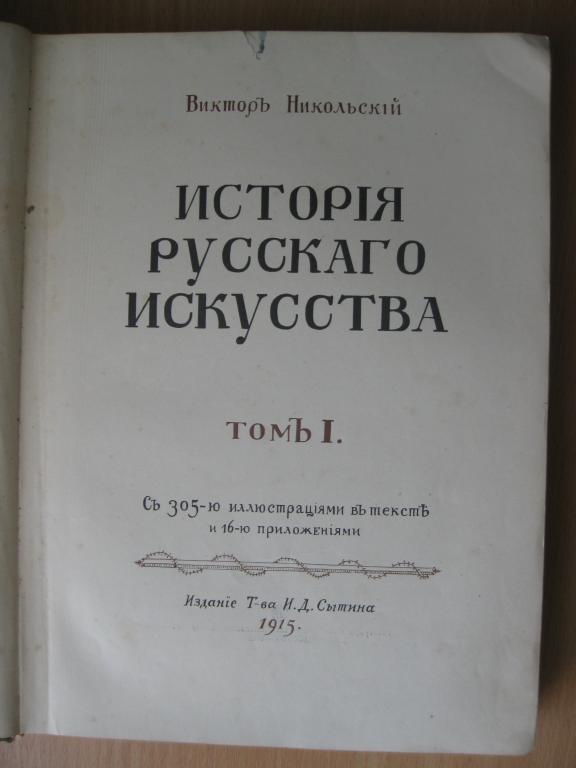 Викторъ Никольскій
ИСТОРІЯ
РУССКАГО
ИСКУССТВА
ТОМЪ I.
Съ 305-ю иллюстраціями въ текстѣ
и 16-ю приложеніями
Изданіе Т-ва И.Д. Сытина
1915.